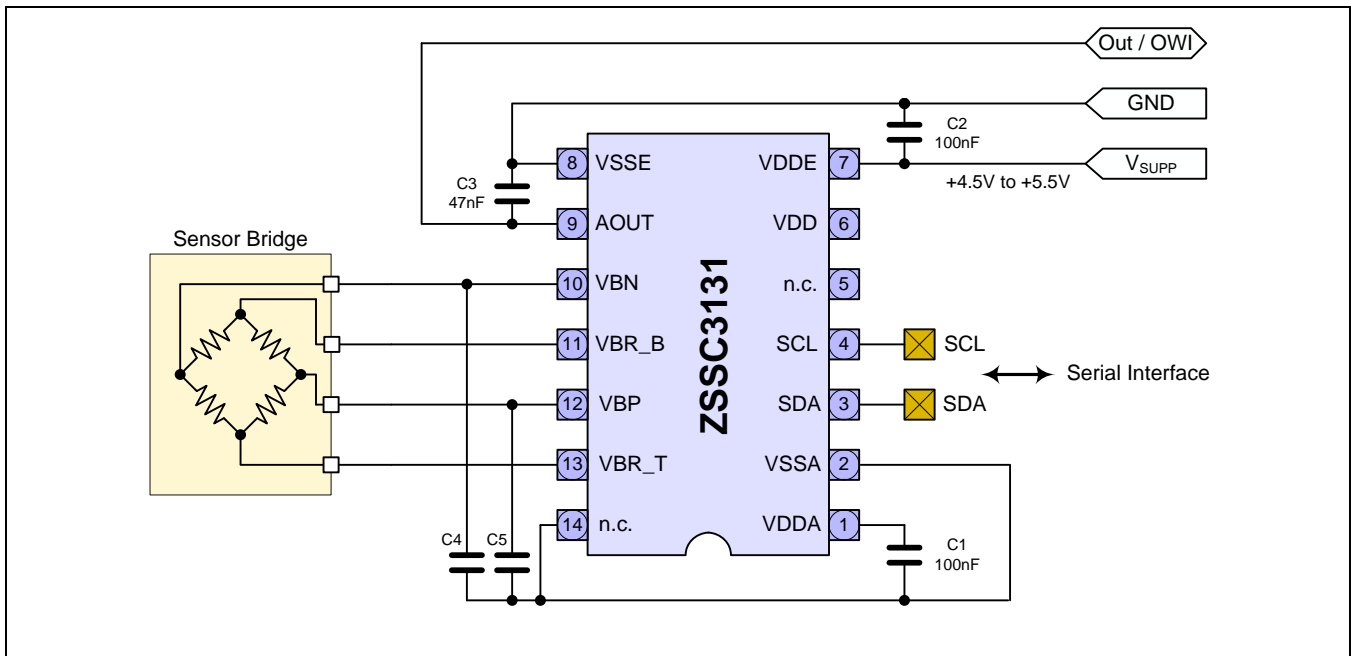 Out / OWI
GND
C2
100nF
VSUPP
+4.5V to +5.5V
8 VSSE
VDDE 7
C3
47nF
9 AOUT
VDD 6
Sensor Bridge
10 VBN
n.c. 5
11 VBR_B
SCL 4
SCL
Serial Interface
12 VBP
SDA 3
SDA
13 VBR_T
VSSA 2
14 n.c.
VDDA 1
ZSSC3131
C4
C5
C1
100nF